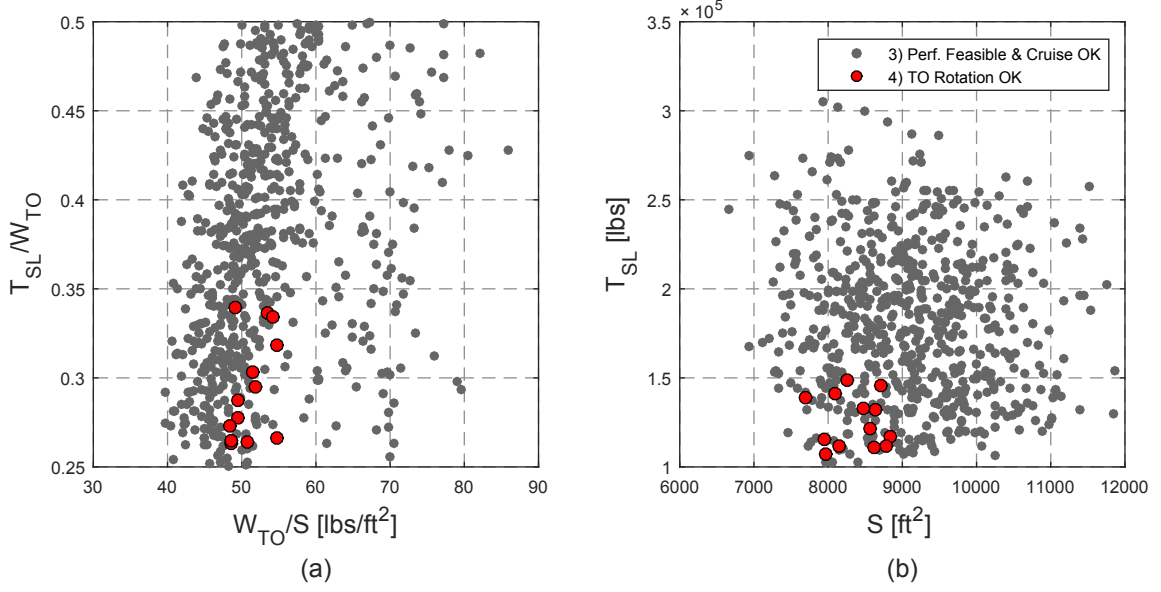 0.5
0.45
0.4
0.35
0.3
0.25
T_SL/W_TO
30 40 50 60 70 80 90
W_TO/S [lbs/ft²]
(a)
× 10⁵
3.5
3
2.5
2
1.5
1
T_SL [lbs]
3) Perf. Feasible & Cruise OK
4) TO Rotation OK
6000 7000 8000 9000 10000 11000 12000
S [ft²]
(b)